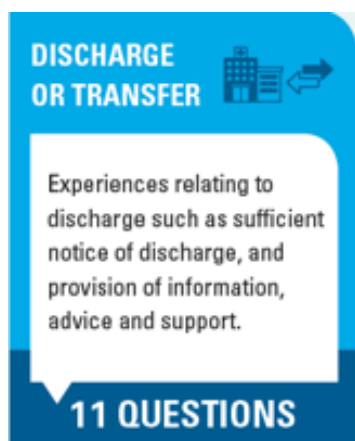 DISCHARGE
OR TRANSFER
Experiences relating to
discharge such as sufficient
notice of discharge, and
provision of information,
advice and support.
11 QUESTIONS